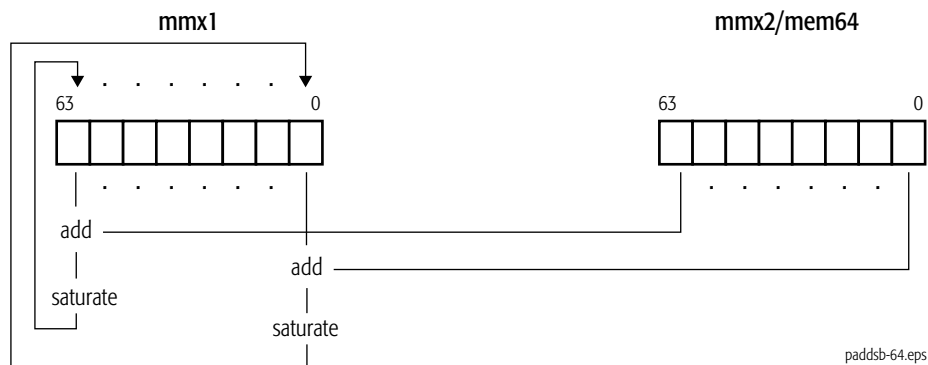 mmx1
mmx2/mem64
. . . . . .
63 0
63 0
. . . . . .
. . . . . .
add
add
saturate
saturate
paddsb-64.eps